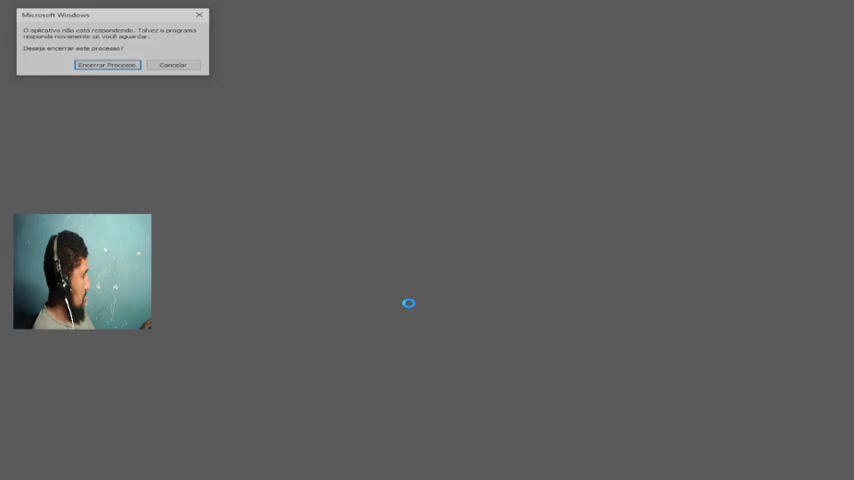 Microsoft Windows
O aplicativo não está respondendo. Talvez o programa
responda novamente se você aguardar.
Deseja encerrar este processo?
Encerrar Processo
Cancelar